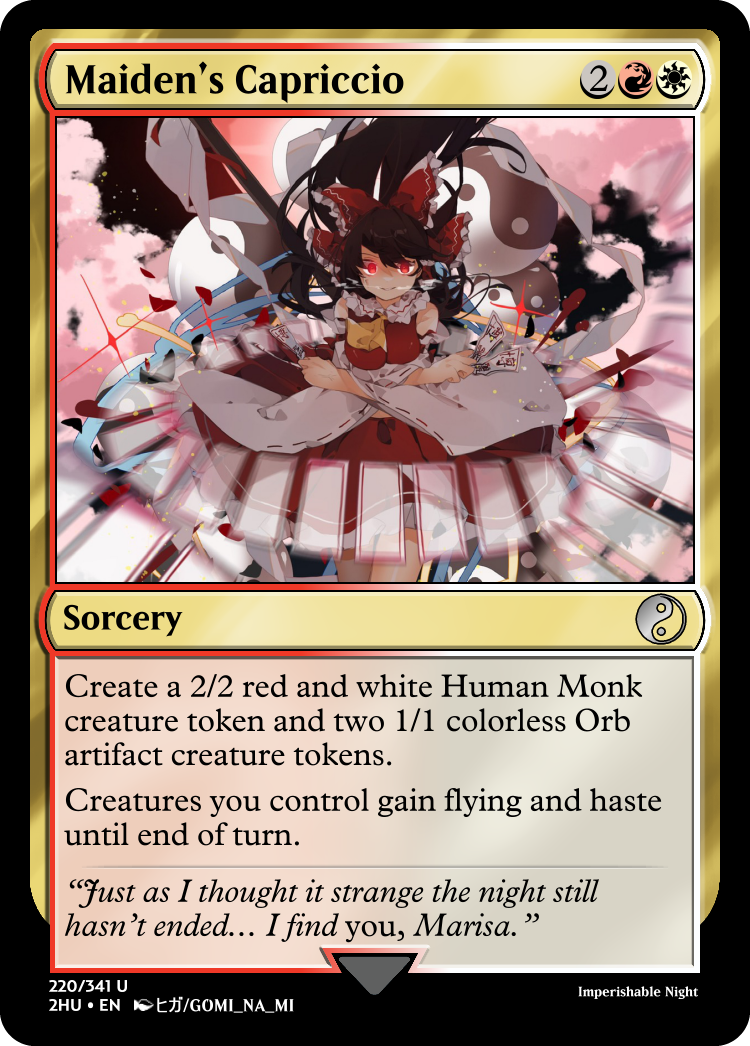 Maiden's Capriccio 2
Sorcery
Create a 2/2 red and white Human Monk
creature token and two 1/1 colorless Orb
artifact creature tokens.
Creatures you control gain flying and haste
until end of turn.
“Just as I thought it strange the night still
hasn't ended... I find you, Marisa.”
220/341 U
2HU • EN ヒガ/GOMI_NA_MI
Imperishable Night